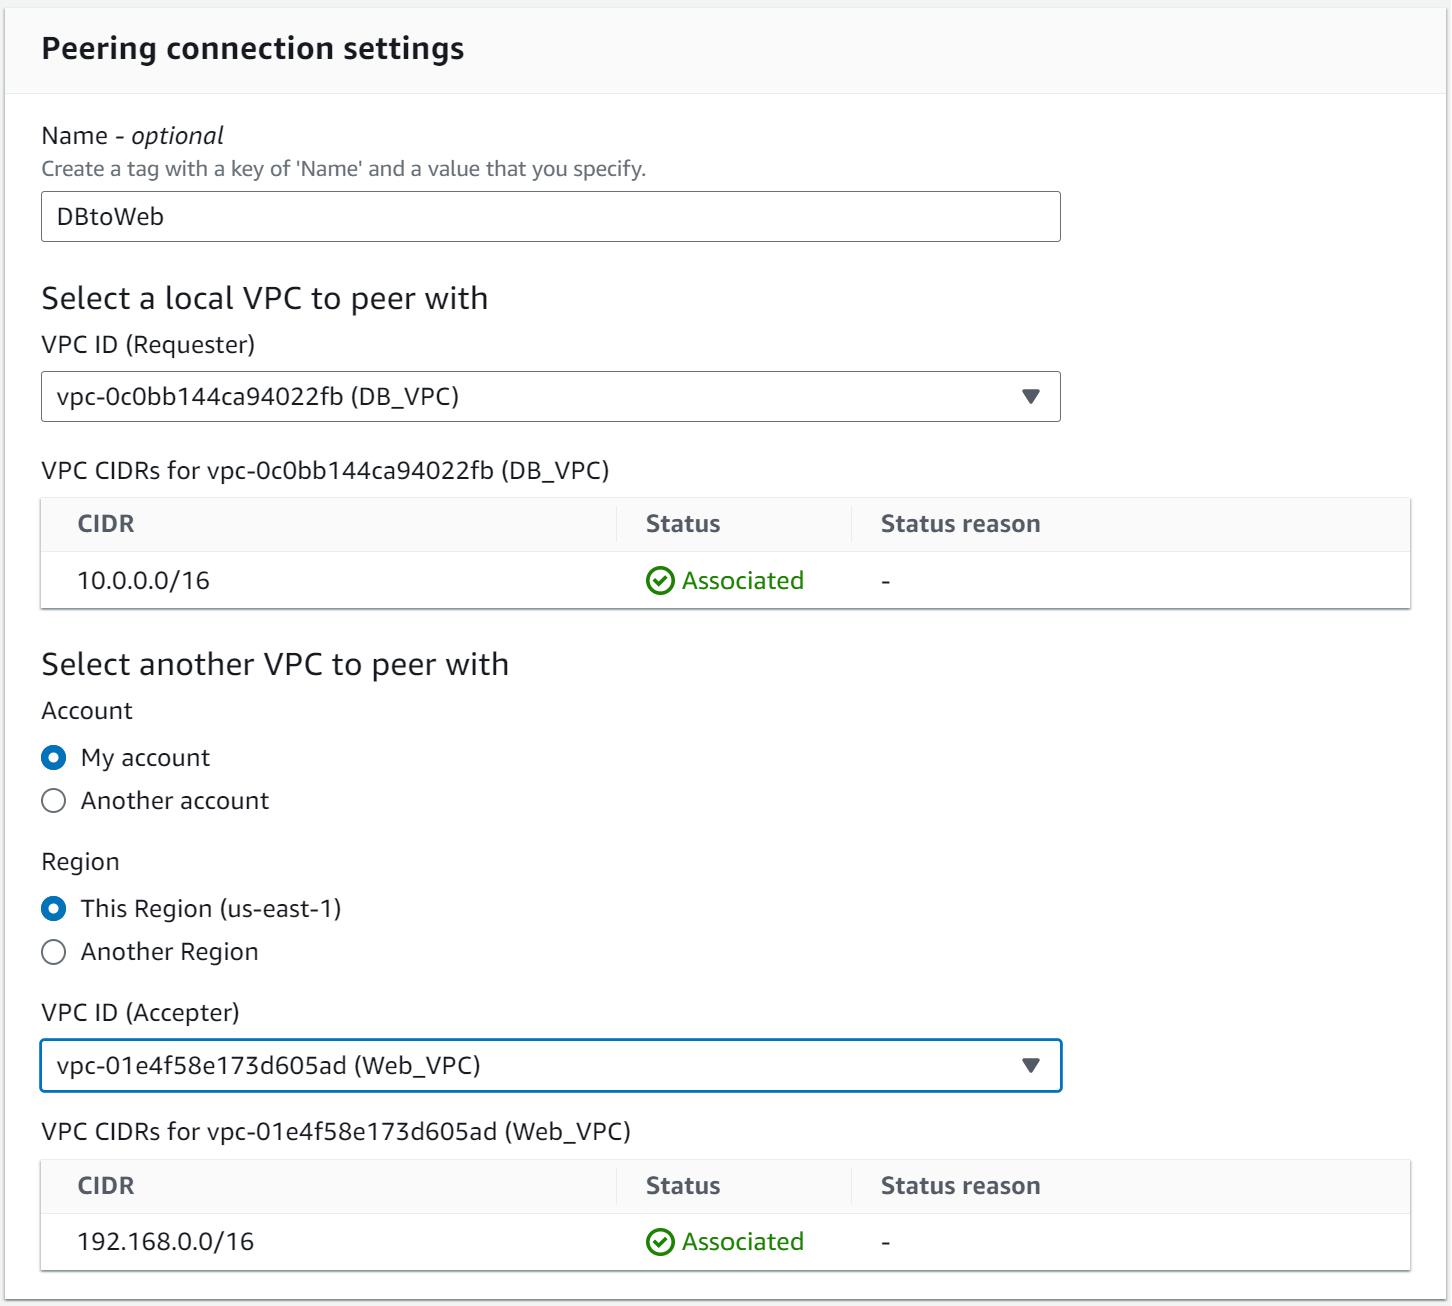 Peering connection settings
Name - optional
Create a tag with a key of 'Name' and a value that you specify.
DBtoWeb
Select a local VPC to peer with
VPC ID (Requester)
vpc-0c0bb144ca94022fb (DB_VPC)
VPC CIDRs for vpc-0c0bb144ca94022fb (DB_VPC)
CIDR Status Status reason
10.0.0.0/16 Associated -
Select another VPC to peer with
Account
My account
Another account
Region
This Region (us-east-1)
Another Region
VPC ID (Accepter)
vpc-01e4f58e173d605ad (Web_VPC)
VPC CIDRs for vpc-01e4f58e173d605ad (Web_VPC)
CIDR Status Status reason
192.168.0.0/16 Associated -